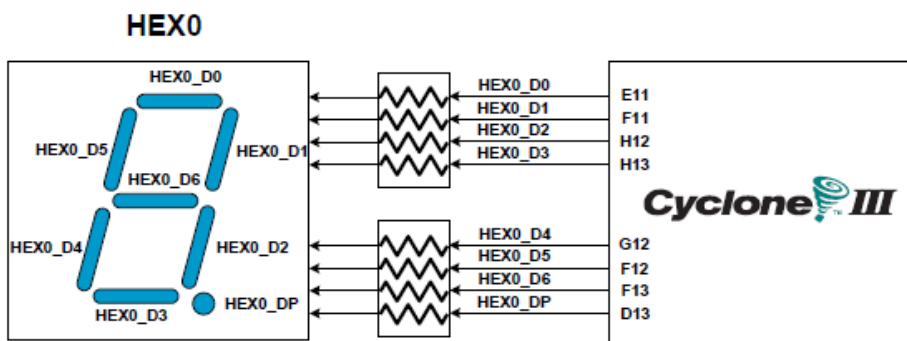 HEX0
HEX0_D0
HEX0_D5
HEX0_D1
HEX0_D6
HEX0_D4
HEX0_D2
HEX0_D3
HEX0_DP
HEX0_D0
HEX0_D1
HEX0_D2
HEX0_D3
HEX0_D4
HEX0_D5
HEX0_D6
HEX0_DP
E11
F11
H12
H13
Cyclone III
TM
G12
F12
F13
D13